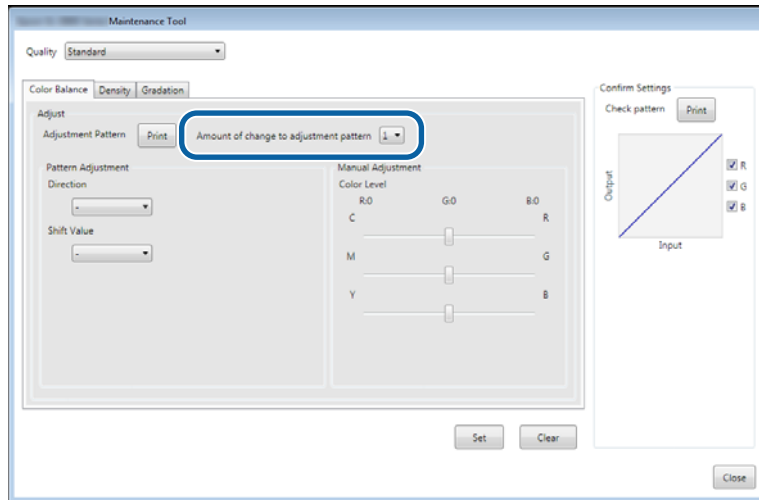 Maintenance Tool
Quality Standard
Color Balance Density Gradation
Adjust
Adjustment Pattern Print Amount of change to adjustment pattern 1
Pattern Adjustment
Direction
-
Shift Value
-
Manual Adjustment
Color Level
R:0 G:0 B:0
C R
M G
Y B
Set Clear
Confirm Settings
Check pattern Print
Output
R
G
B
Input
Close